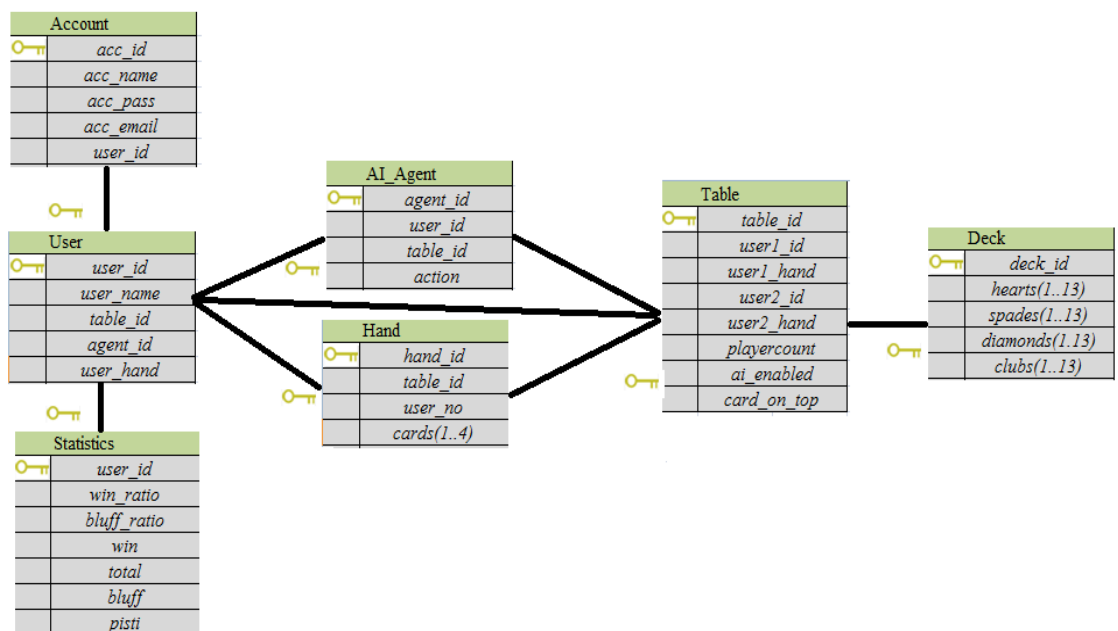 Account
acc_id
acc_name
acc_pass
acc_email
user_id
User
user_id
user_name
table_id
agent_id
user_hand
Statistics
user_id
win_ratio
bluff_ratio
win
total
bluff
pisti
AI_Agent
agent_id
user_id
table_id
action
Hand
hand_id
table_id
user_no
cards(1..4)
Table
table_id
user1_id
user1_hand
user2_id
user2_hand
playercount
ai_enabled
card_on_top
Deck
deck_id
hearts(1..13)
spades(1..13)
diamonds(1..13)
clubs(1..13)